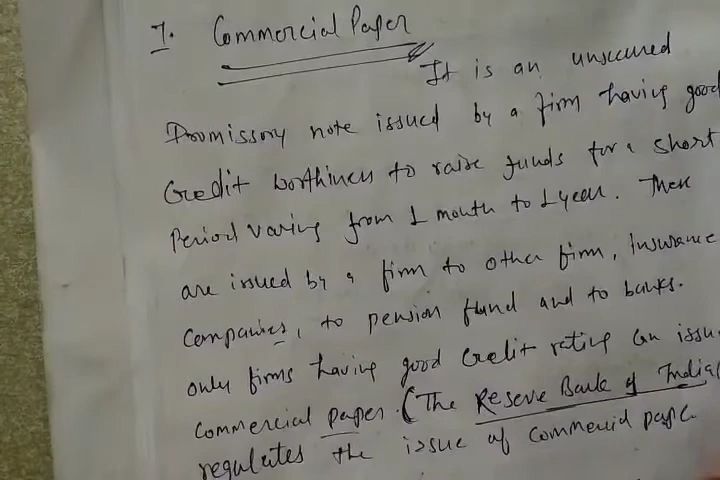 7. Commercial Paper
It is an unsecured
Promissory note issued by a firm having good
Credit worthiness to raise funds for a short
Period varing from 1 month to 1 year. These
are issued by a firm to other firm, Insurance
Companies, to pension fund and to banks.
only firms having good Credit rating can issue
Commercial paper. (The Reserve Bank of India
regulates the issue of Commercial paper.